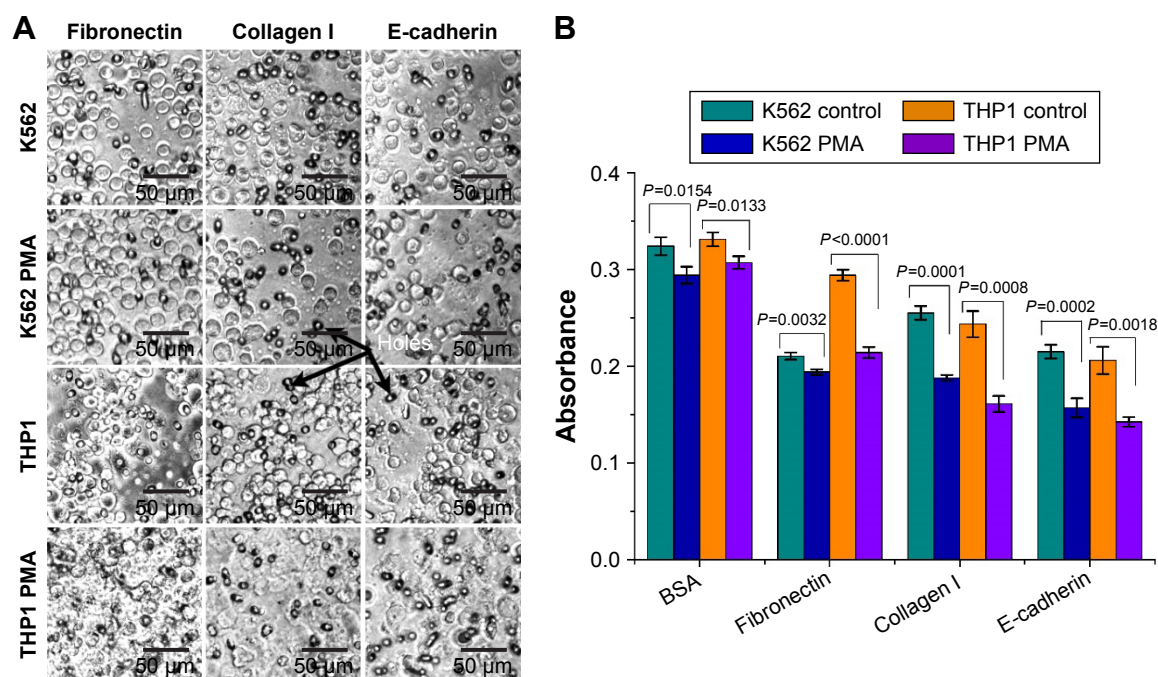 A
Fibronectin Collagen I E-cadherin
K562
50 µm 50 µm 50 µm
K562 PMA
50 µm 50 µm 50 µm
Holes
THP1
50 µm 50 µm 50 µm
THP1 PMA
50 µm 50 µm 50 µm
B
K562 control THP1 control
K562 PMA THP1 PMA
Absorbance
0.4
0.3
0.2
0.1
0.0
P=0.0154
P=0.0133
P=0.0032
P<0.0001
P=0.0001
P=0.0008
P=0.0002
P=0.0018
BSA
Fibronectin
Collagen I
E-cadherin